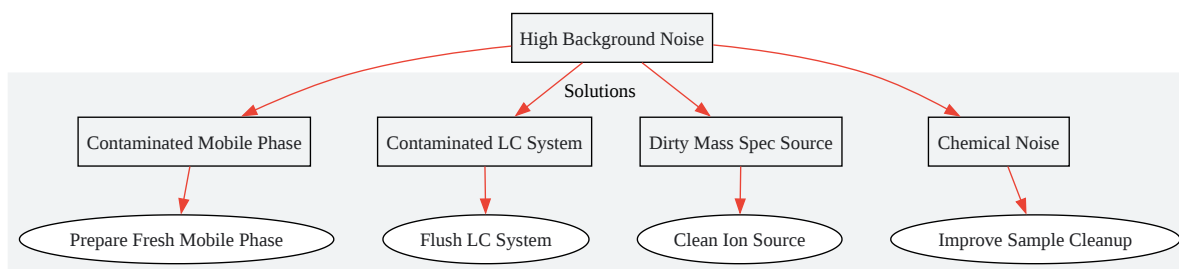 High Background Noise
Solutions
Contaminated Mobile Phase
Contaminated LC System
Dirty Mass Spec Source
Chemical Noise
Prepare Fresh Mobile Phase
Flush LC System
Clean Ion Source
Improve Sample Cleanup